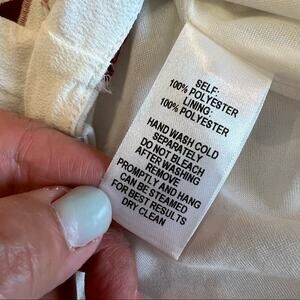 SELF:
100% POLYESTER
LINING:
100% POLYESTER
HAND WASH COLD
SEPARATELY
DO NOT BLEACH
AFTER WASHING
REMOVE
PROMPTLY AND HANG
CAN BE STEAMED
FOR BEST RESULTS
DRY CLEAN